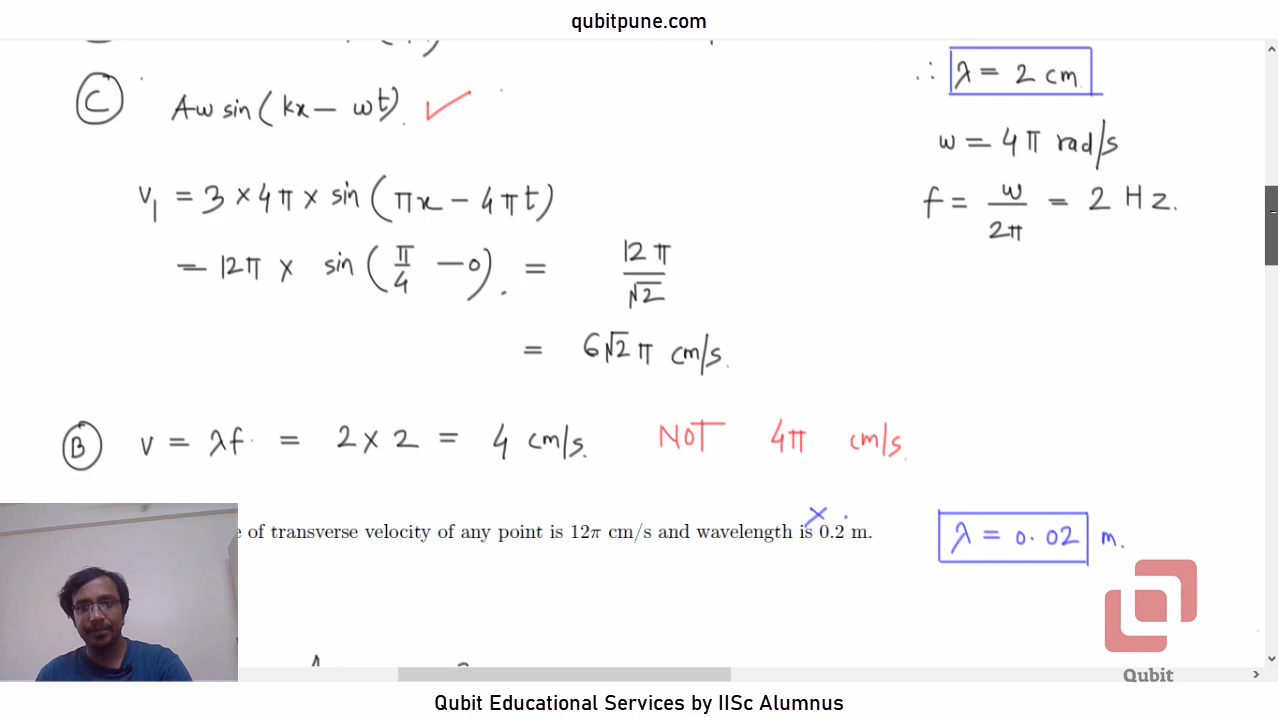 qubitpune.com
∴ λ = 2 cm
C Aω sin(kx − ωt) ✓
ω = 4π rad/s
v₁ = 3 × 4π × sin(πx − 4πt)
f = ω/2π = 2 Hz.
= 12π × sin(π/4 − 0). = 12π/√2
= 6√2 π cm/s.
B v = λf = 2 × 2 = 4 cm/s. NOT 4π cm/s.
e of transverse velocity of any point is 12π cm/s and wavelength is 0.2 m. ×
λ = 0.02 m.
Qubit
Qubit Educational Services by IISc Alumnus